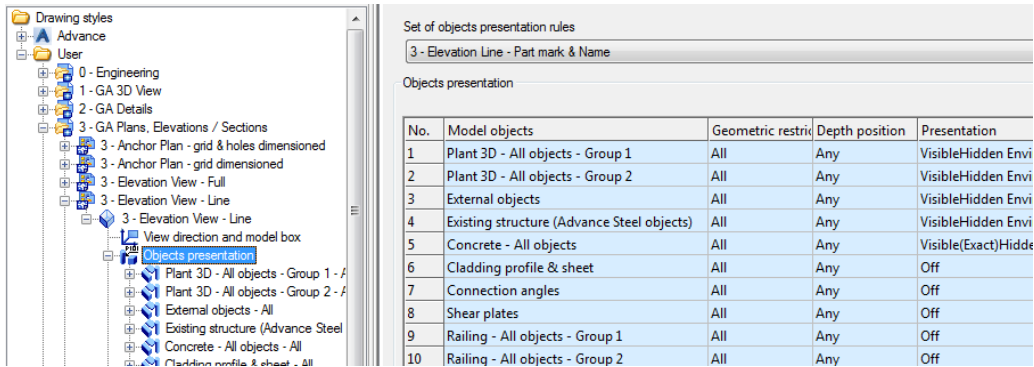 Drawing styles
Advance
User
0 - Engineering
1 - GA 3D View
2 - GA Details
3 - GA Plans, Elevations / Sections
3 - Anchor Plan - grid & holes dimensioned
3 - Anchor Plan - grid dimensioned
3 - Elevation View - Full
3 - Elevation View - Line
3 - Elevation View - Line
View direction and model box
Objects presentation
Plant 3D - All objects - Group 1 - A
Plant 3D - All objects - Group 2 - A
External objects - All
Existing structure (Advance Steel
Concrete - All objects - All
Cladding profile & sheet - All
Set of objects presentation rules
3 - Elevation Line - Part mark & Name
Objects presentation
No. Model objects Geometric restric Depth position Presentation
1 Plant 3D - All objects - Group 1 All Any VisibleHidden Envi
2 Plant 3D - All objects - Group 2 All Any VisibleHidden Envi
3 External objects All Any VisibleHidden Envi
4 Existing structure (Advance Steel objects) All Any VisibleHidden Envi
5 Concrete - All objects All Any Visible(Exact)Hidde
6 Cladding profile & sheet All Any Off
7 Connection angles All Any Off
8 Shear plates All Any Off
9 Railing - All objects - Group 1 All Any Off
10 Railing - All objects - Group 2 All Any Off